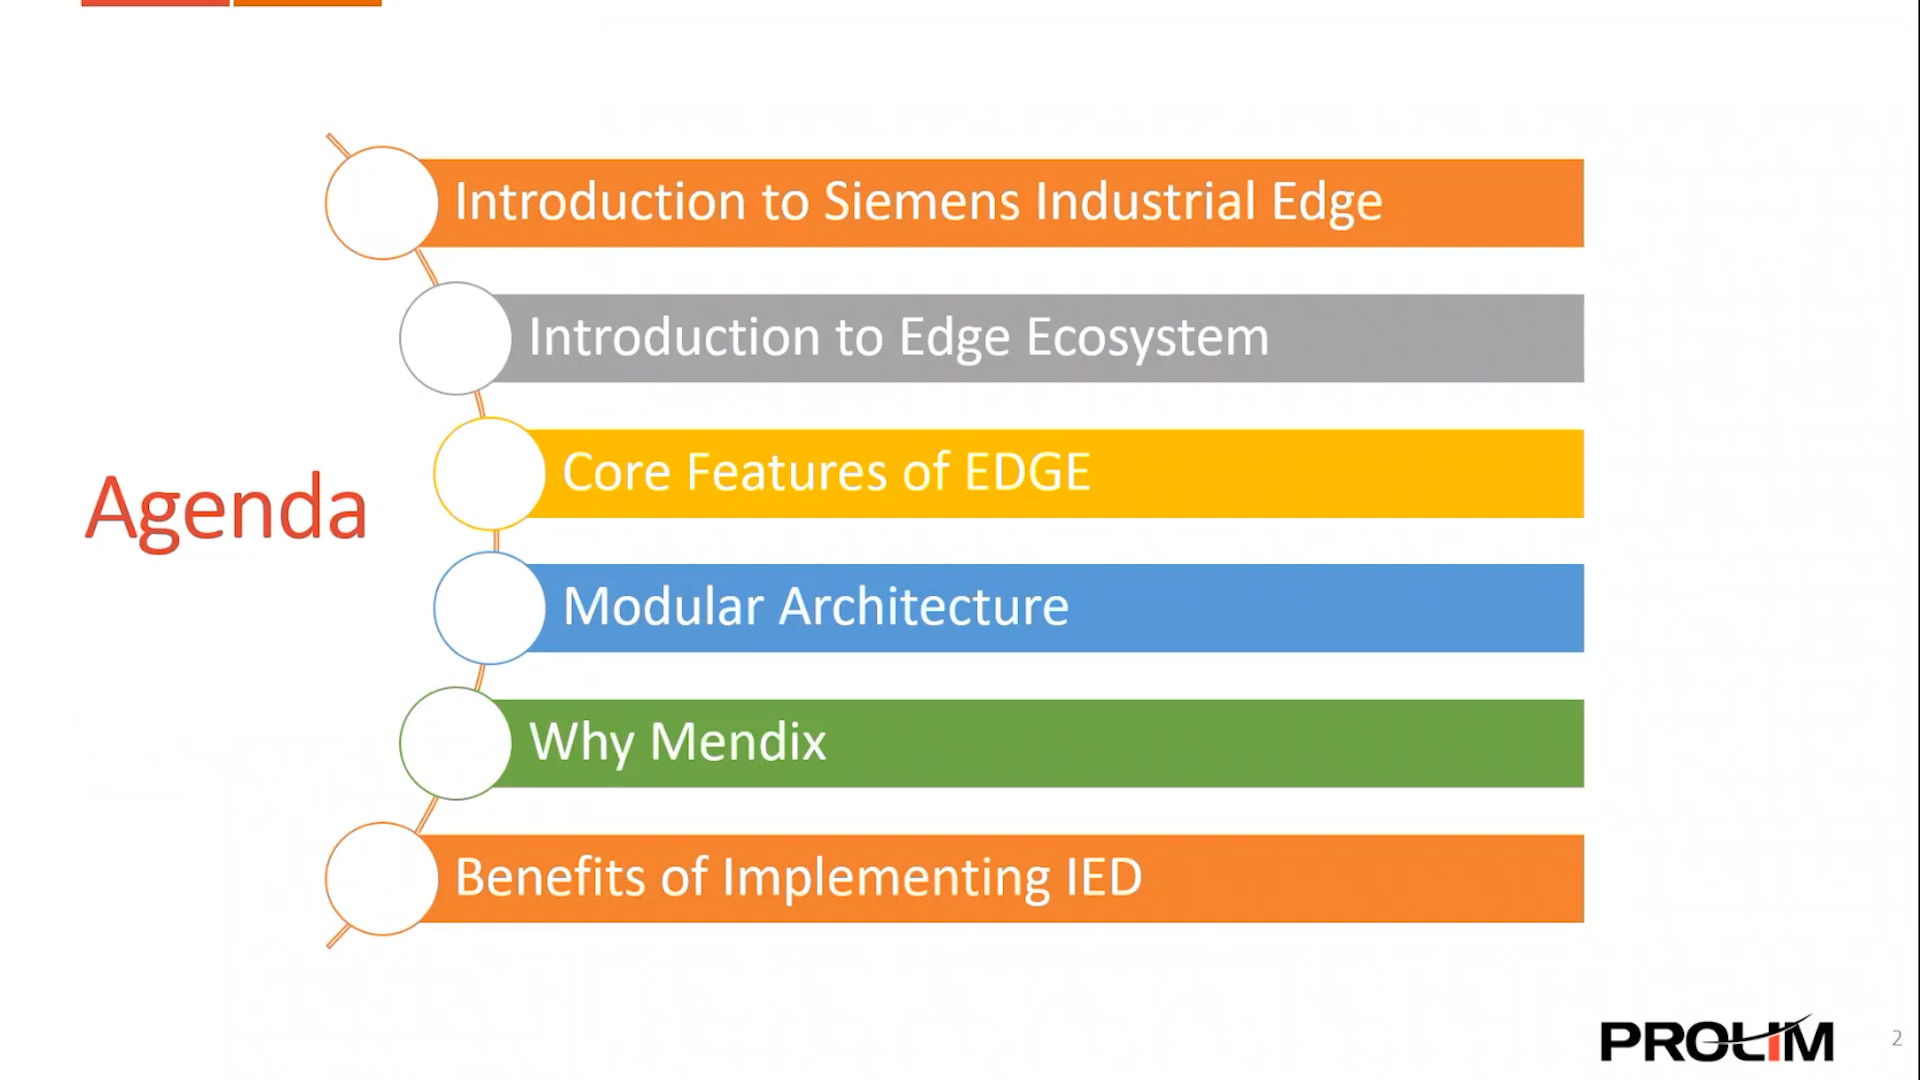 Agenda
Introduction to Siemens Industrial Edge
Introduction to Edge Ecosystem
Core Features of EDGE
Modular Architecture
Why Mendix
Benefits of Implementing IED
PROLIM
2